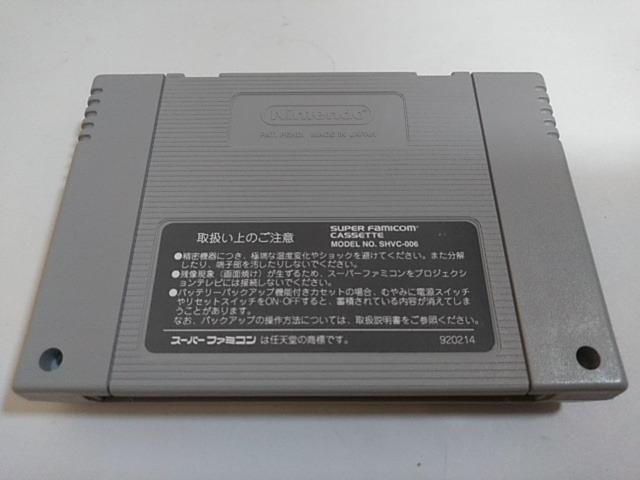 Nintendo
PAT. PEND. MADE IN JAPAN
取扱い上のご注意
SUPER FAMICOM
CASSETTE
MODEL NO. SHVC-006
●精密機器につき、極端な温度変化やショックを避けてください。また分解
したり、端子部を汚したりしないでください。
●残像現象（画面焼け）が生ずるため、スーパーファミコンをプロジェクシ
ョンテレビには接続しないでください。
●バッテリーバックアップ機能付きカセットの場合、むやみに電源スイッチ
やリセットスイッチをON·OFFすると、蓄積されている内容が消えてしま
うことがあります。
なお、バックアップの操作方法については、取扱説明書をご参照ください。
スーパーファミコンは任天堂の商標です。
920214